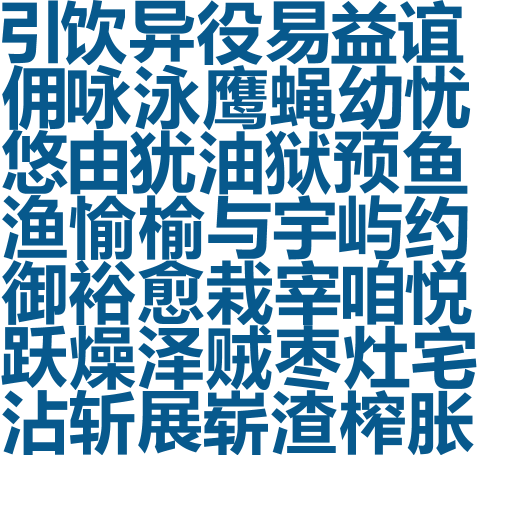 引饮异役易益谊
佣咏泳鹰蝇幼忧
悠由犹油狱预鱼
渔愉榆与宇屿约
御裕愈栽宰咱悦
跃燥泽贼枣灶宅
沾斩展崭渣榨胀